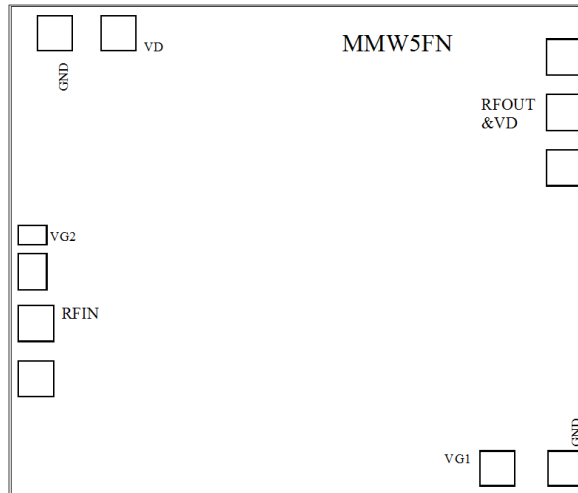 MMW5FN
VD
GND
RFOUT
&VD
VG2
RFIN
GND
VG1